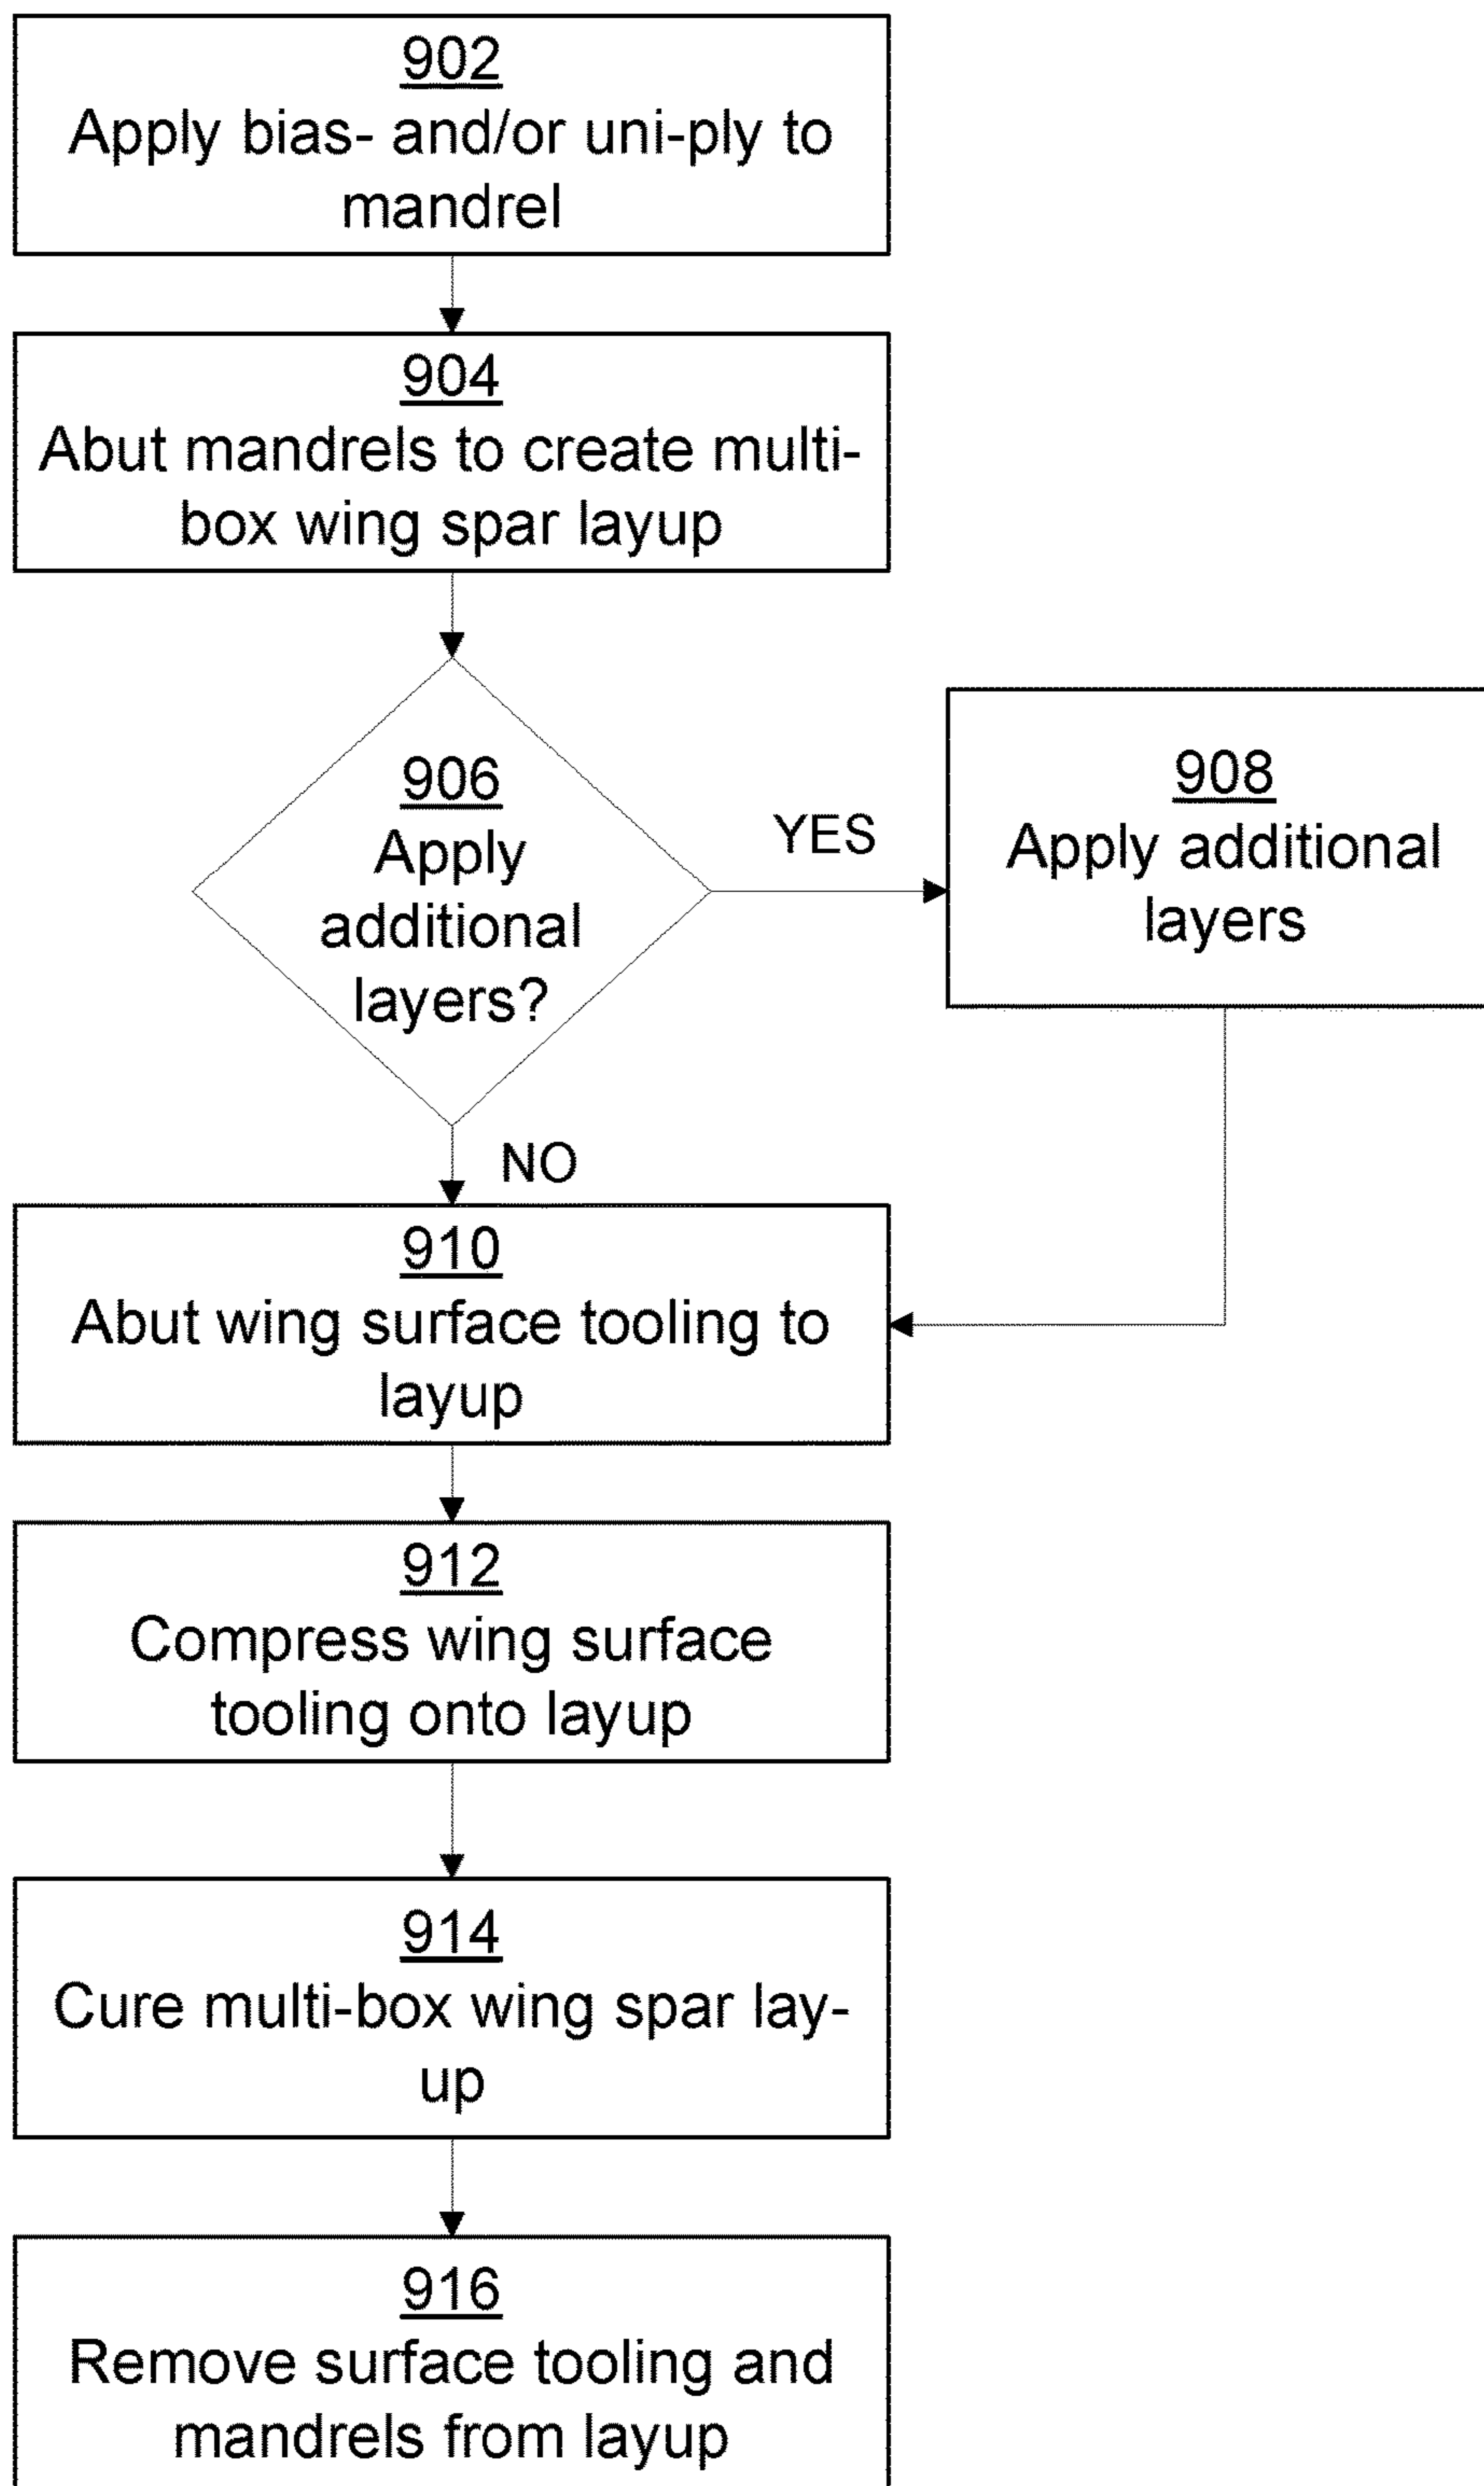 902
Apply bias- and/or uni-ply to
mandrel
904
Abut mandrels to create multi-
box wing spar layup
906
Apply
additional
layers?
YES
908
Apply additional
layers
NO
910
Abut wing surface tooling to
layup
912
Compress wing surface
tooling onto layup
914
Cure multi-box wing spar lay-
up
916
Remove surface tooling and
mandrels from layup